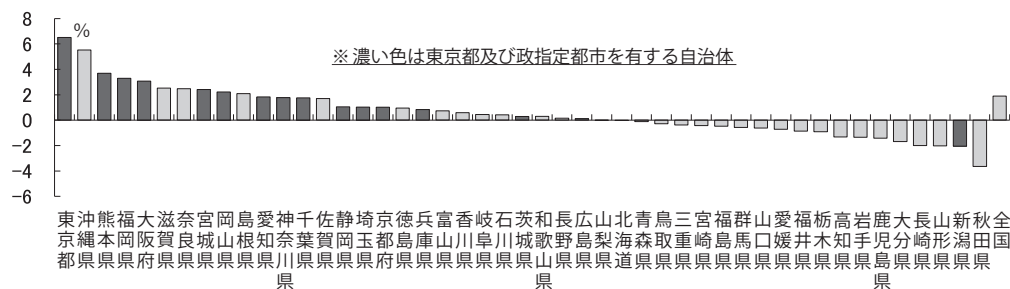 %
8
6
4
2
0
−2
−4
−6
※濃い色は東京都及び政指定都市を有する自治体
東京都
沖縄県
熊本県
福岡県
大阪府
滋賀県
奈良県
宮城県
岡山県
島根県
愛知県
神奈川県
千葉県
佐賀県
静岡県
埼玉県
京都府
徳島県
兵庫県
富山県
香川県
岐阜県
石川県
茨城県
和歌山県
長野県
広島県
山梨県
北海道
青森県
鳥取県
三重県
宮崎県
福島県
群馬県
山口県
愛媛県
福井県
栃木県
高知県
岩手県
鹿児島県
大分県
長崎県
山形県
新潟県
秋田県
全国